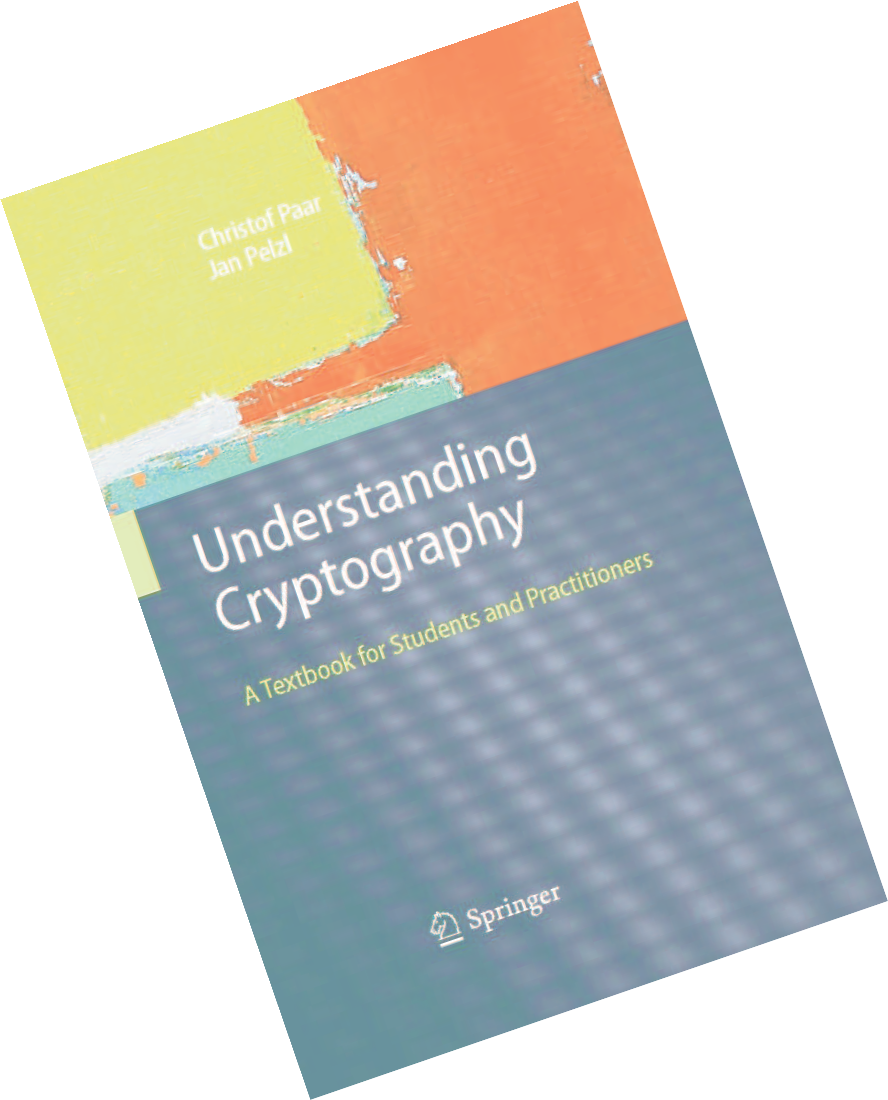 Christof Paar
Jan Pelzl
Understanding
Cryptography
A Textbook for Students and Practitioners
Springer